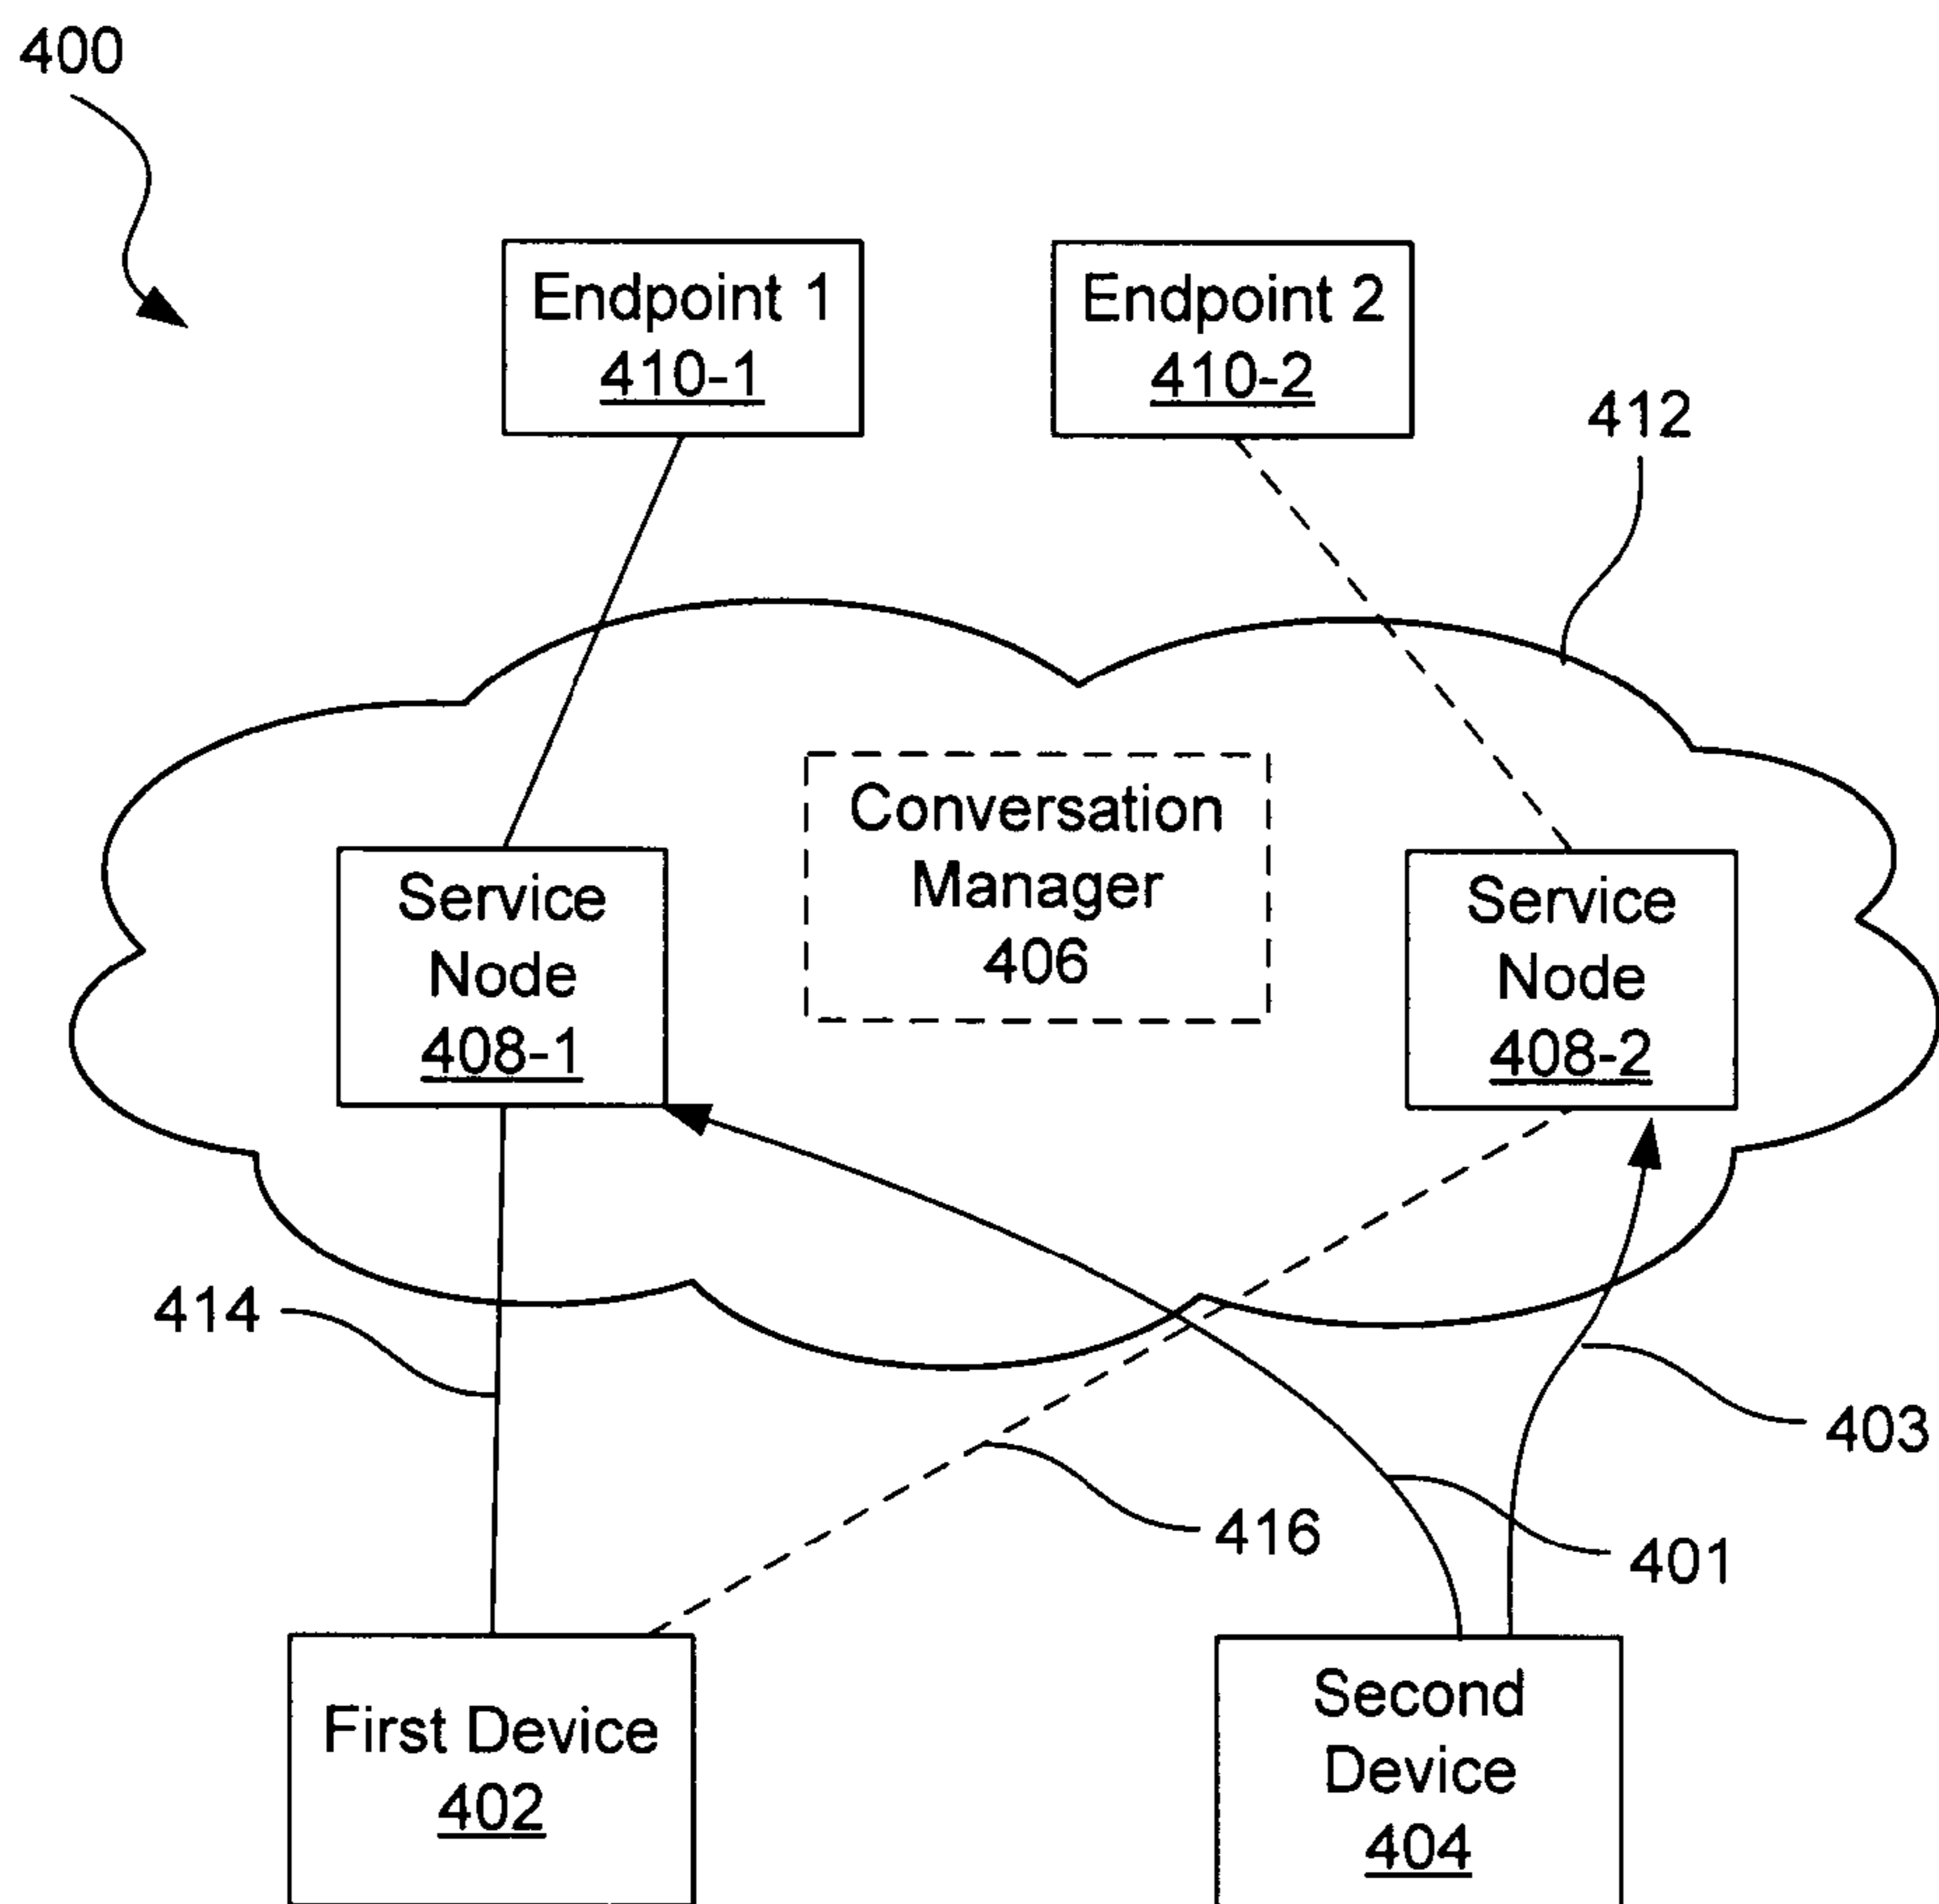 400
Endpoint 1
410-1
Endpoint 2
410-2
412
Conversation
Manager
406
Service
Node
408-1
Service
Node
408-2
414
403
416
401
First Device
402
Second
Device
404